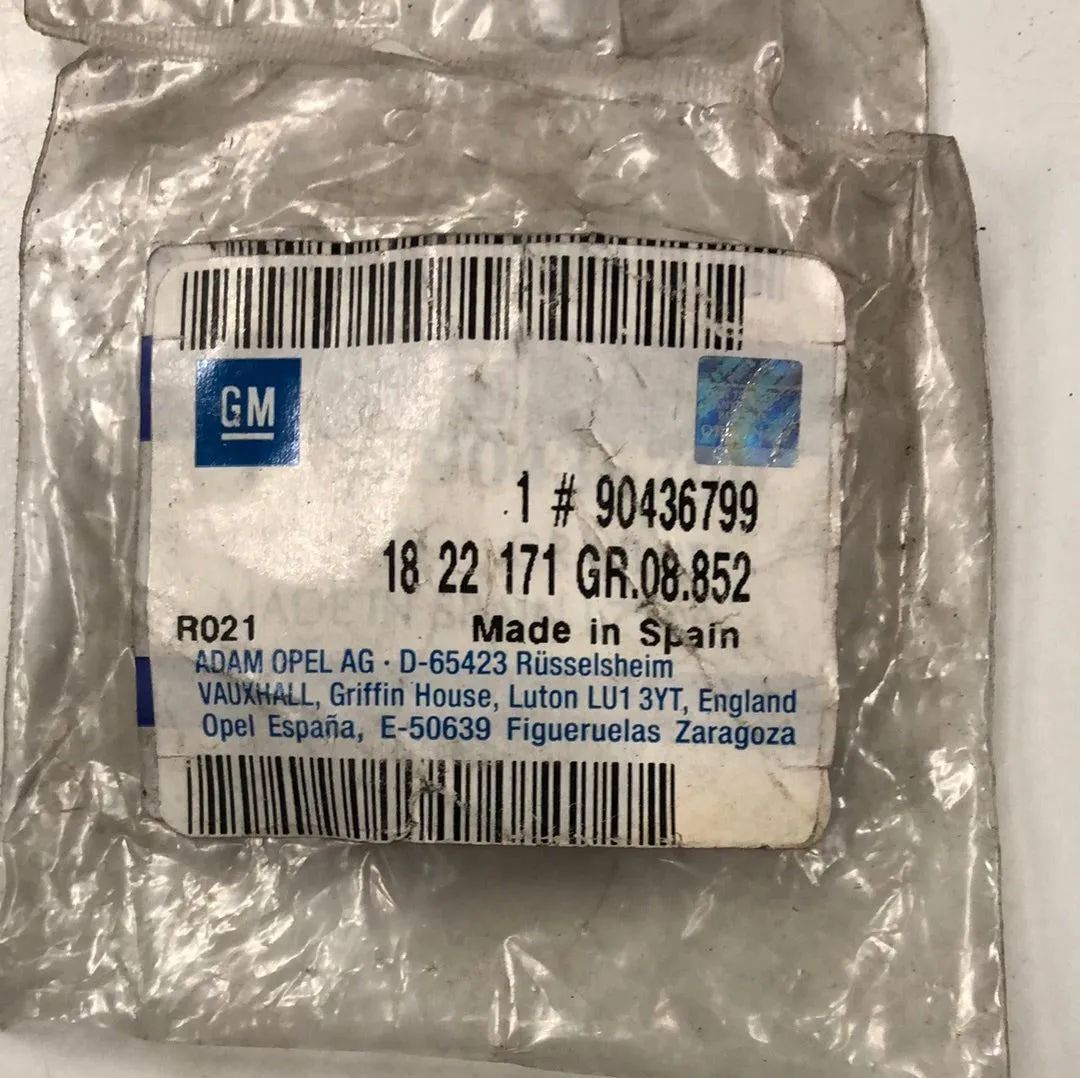 GM
1 # 90436799
18 22 171 GR.08.852
R021 Made in Spain
ADAM OPEL AG · D-65423 Rüsselsheim
VAUXHALL, Griffin House, Luton LU1 3YT, England
Opel España, E-50639 Figueruelas Zaragoza